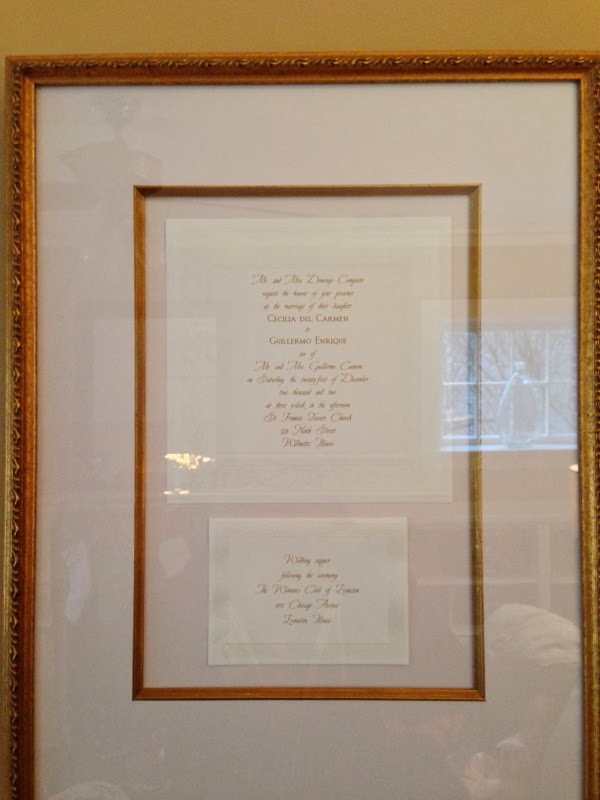 Mr. and Mrs. Domingo
request the honour of your presence
at the marriage of their daughter
Cecilia del Carmen
to
Guillermo Enrique
son of
Mr. and Mrs. Guillermo
on Saturday, the twenty-first of December
two thousand and two
at three o'clock in the afternoon
St. Francis Xavier Church
Ninth Street
Wilmette, Illinois
Wedding supper
following the ceremony
The Woman's Club of Evanston
Chicago Avenue
Evanston, Illinois